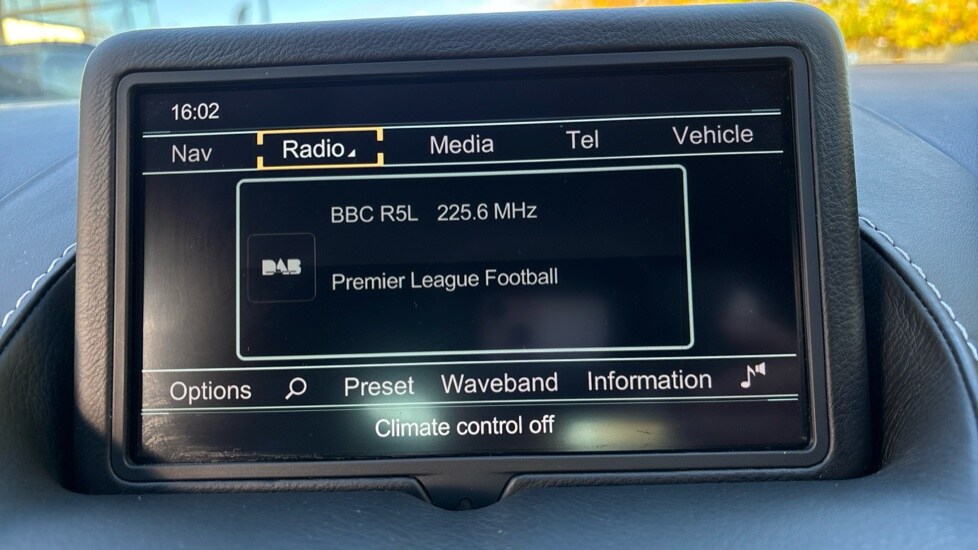 16:02
Nav Radio Media Tel Vehicle
BBC R5L 225.6 MHz
DAB
Premier League Football
Options Preset Waveband Information
Climate control off